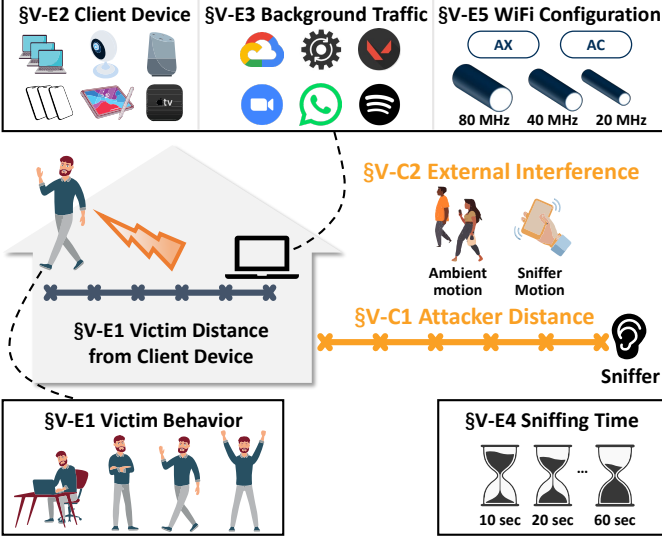 §V-E2 Client Device
§V-E3 Background Traffic
§V-E5 WiFi Configuration
AX
AC
tv
80 MHz
40 MHz
20 MHz
§V-C2 External Interference
Ambient
motion
Sniffer
Motion
§V-E1 Victim Distance
from Client Device
§V-C1 Attacker Distance
Sniffer
§V-E1 Victim Behavior
§V-E4 Sniffing Time
...
10 sec
20 sec
60 sec